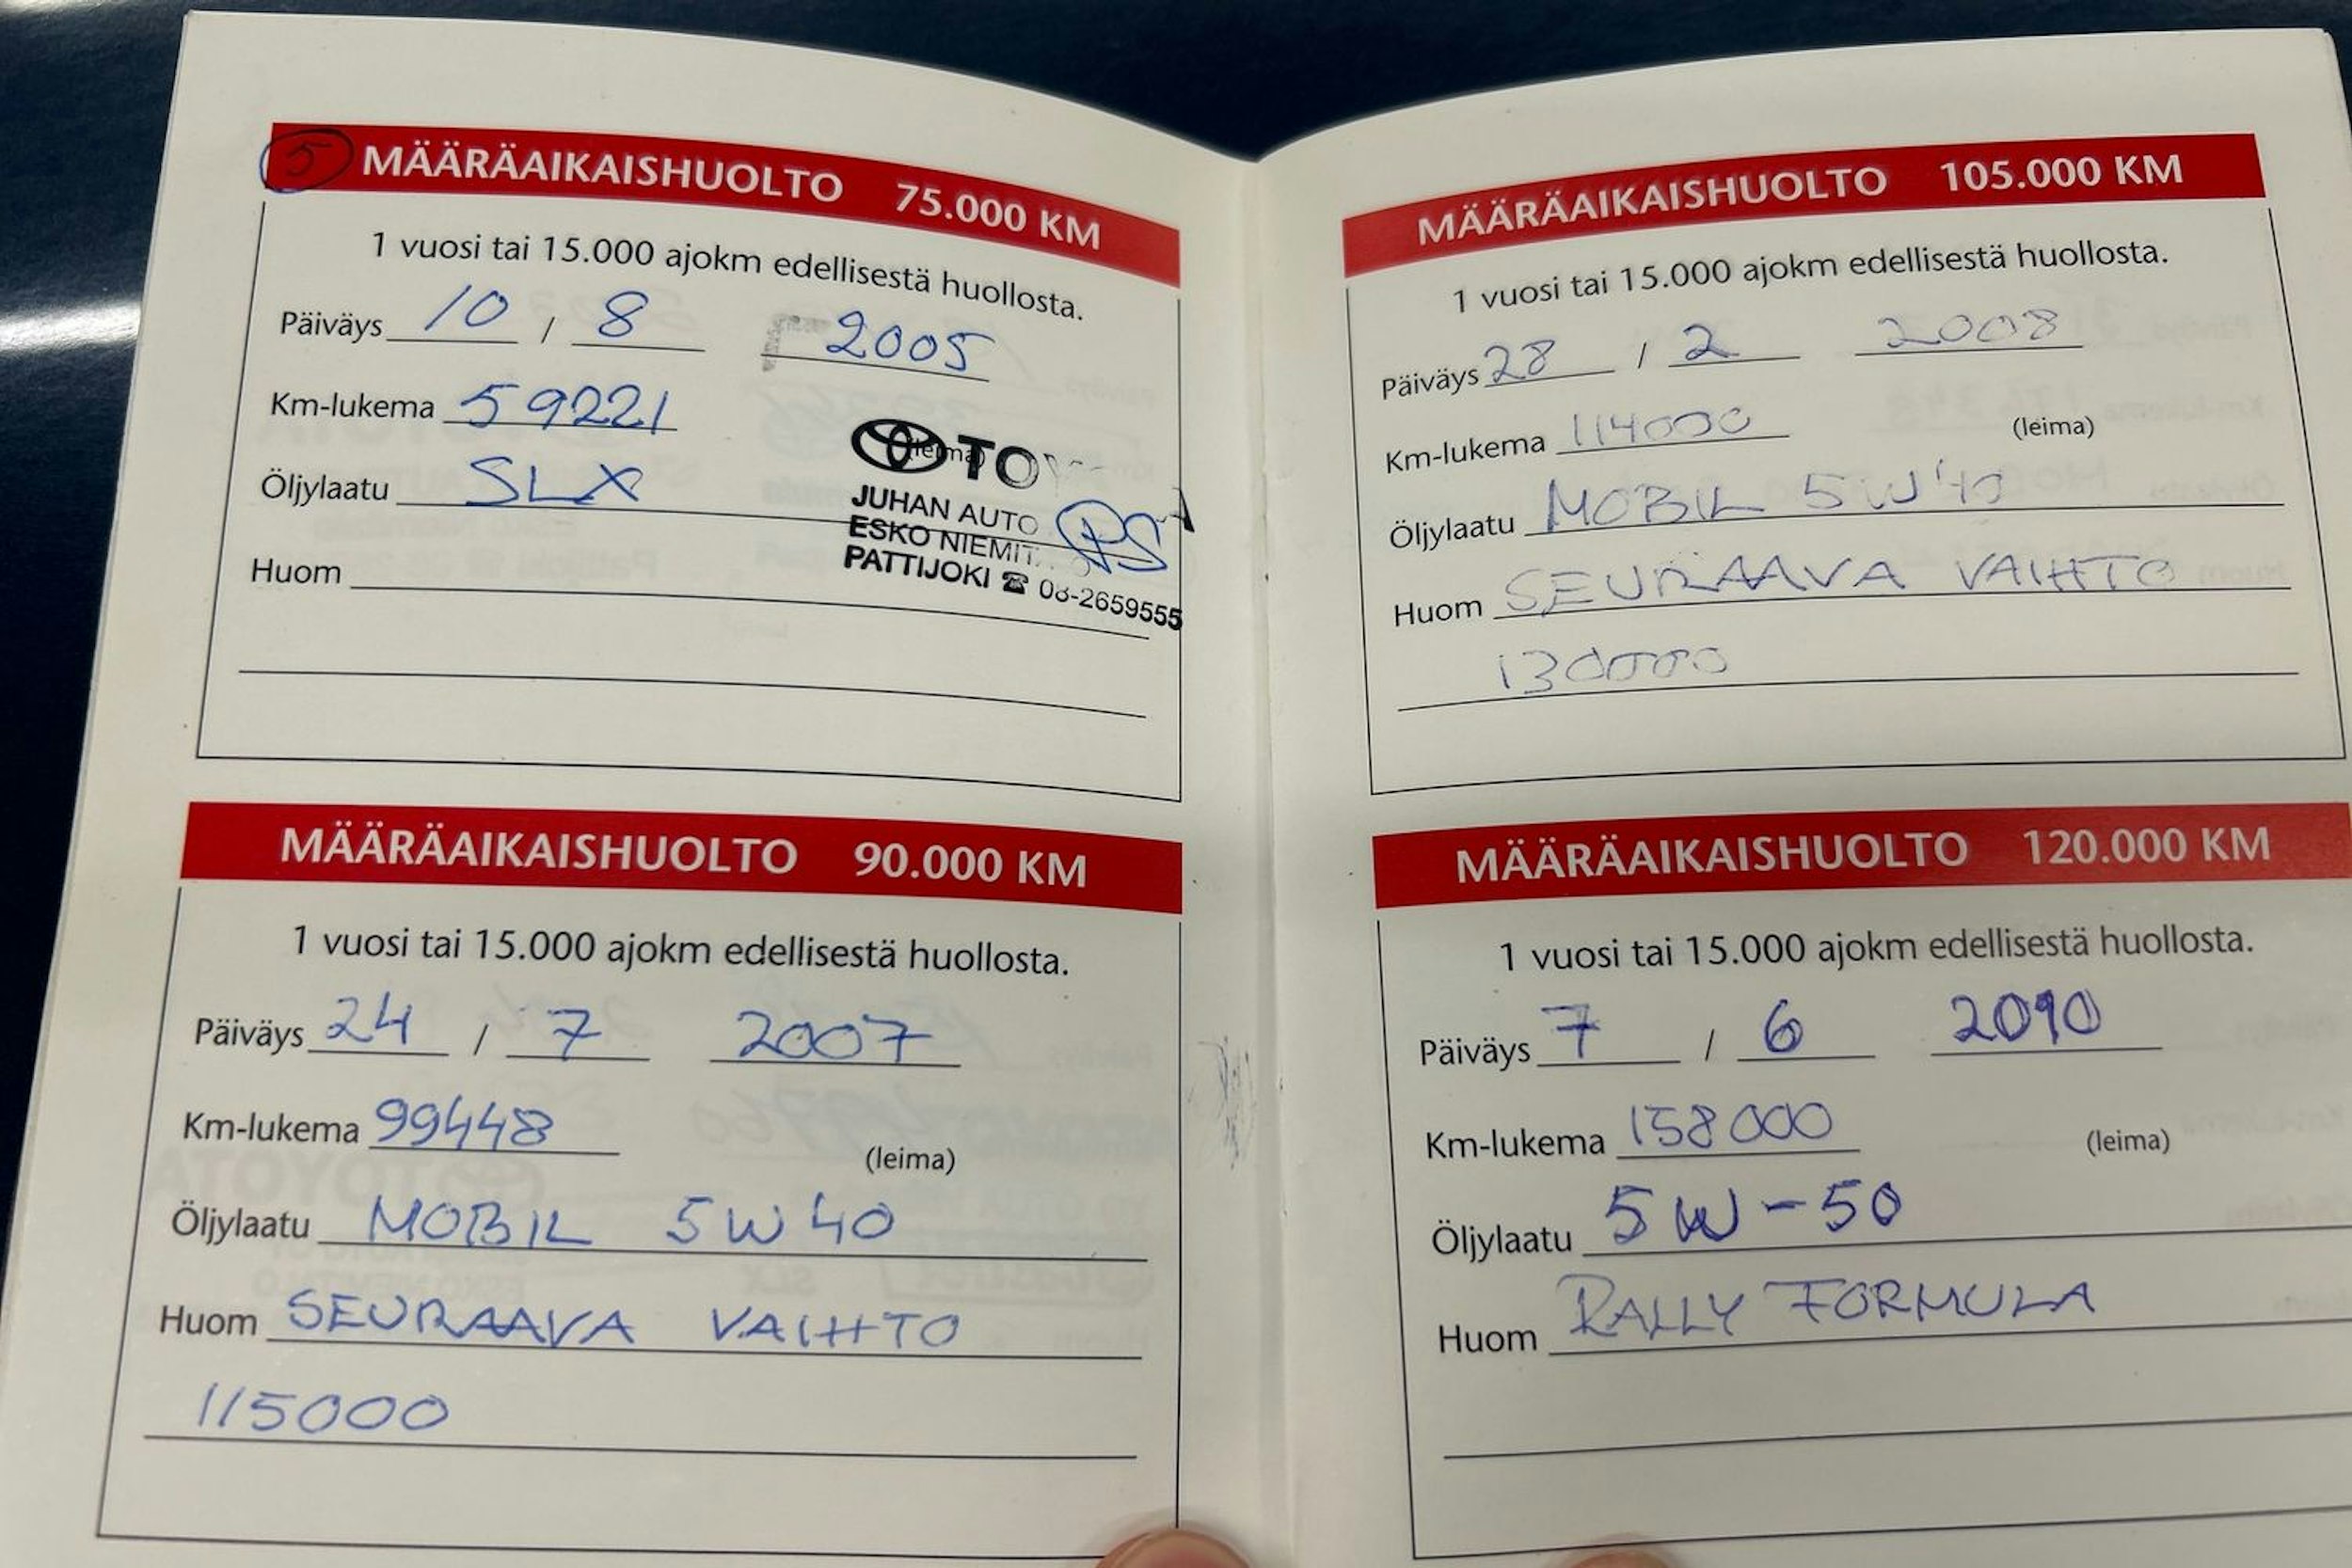 5 MÄÄRÄAIKAISHUOLTO 75.000 KM
1 vuosi tai 15.000 ajokm edellisestä huollosta.
Päiväys 10 / 8 2005
Km-lukema 59221
(leima)
TOY
Öljylaatu SLX
JUHAN AUTO
ESKO NIEMIT
PATTIJOKI ☎ 08-2659555
Huom
MÄÄRÄAIKAISHUOLTO 90.000 KM
1 vuosi tai 15.000 ajokm edellisestä huollosta.
Päiväys 24 / 7 2007
Km-lukema 99448
(leima)
Öljylaatu MOBIL 5W40
Huom SEURAAVA VAIHTO
115000
MÄÄRÄAIKAISHUOLTO 105.000 KM
1 vuosi tai 15.000 ajokm edellisestä huollosta.
Päiväys 28 / 2 2008
Km-lukema 114000
(leima)
Öljylaatu MOBIL 5W'40
Huom SEURAAVA VAIHTO
130000
MÄÄRÄAIKAISHUOLTO 120.000 KM
1 vuosi tai 15.000 ajokm edellisestä huollosta.
Päiväys 7 / 6 2010
Km-lukema 158000
(leima)
Öljylaatu 5W-50
Huom RALLY FORMULA